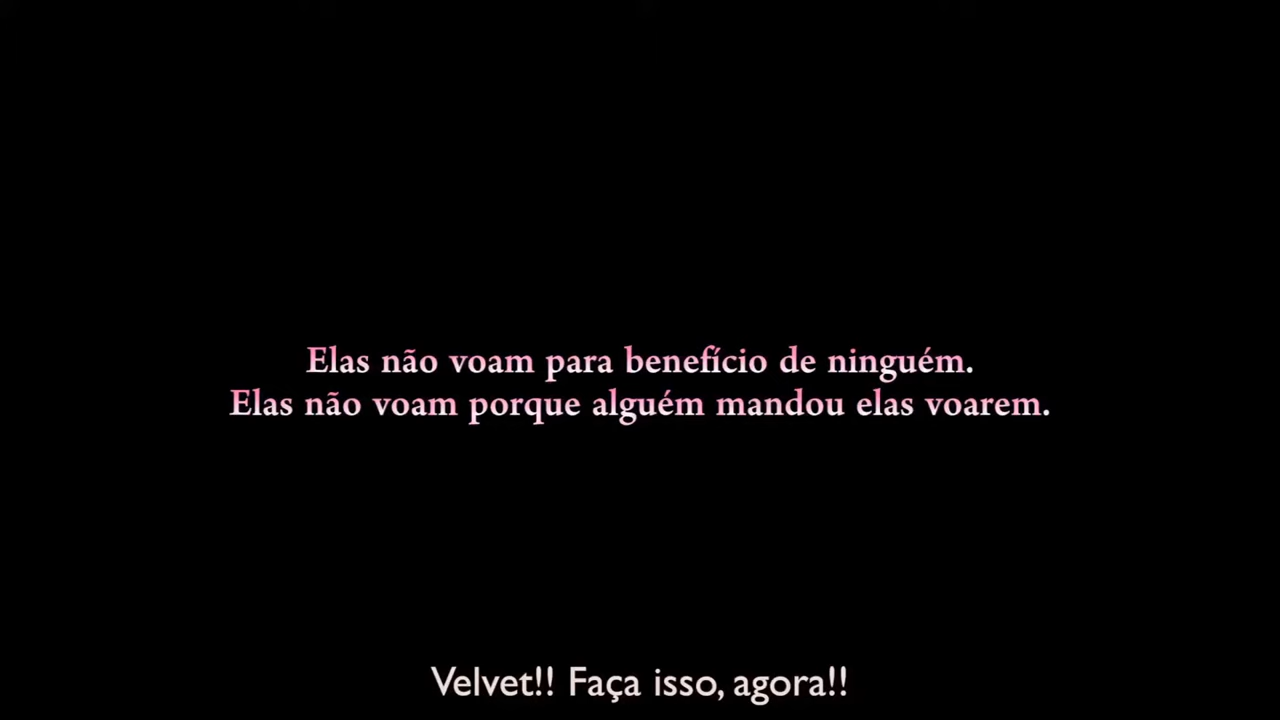 Elas não voam para benefício de ninguém.
Elas não voam porque alguém mandou elas voarem.
Velvet!! Faça isso, agora!!